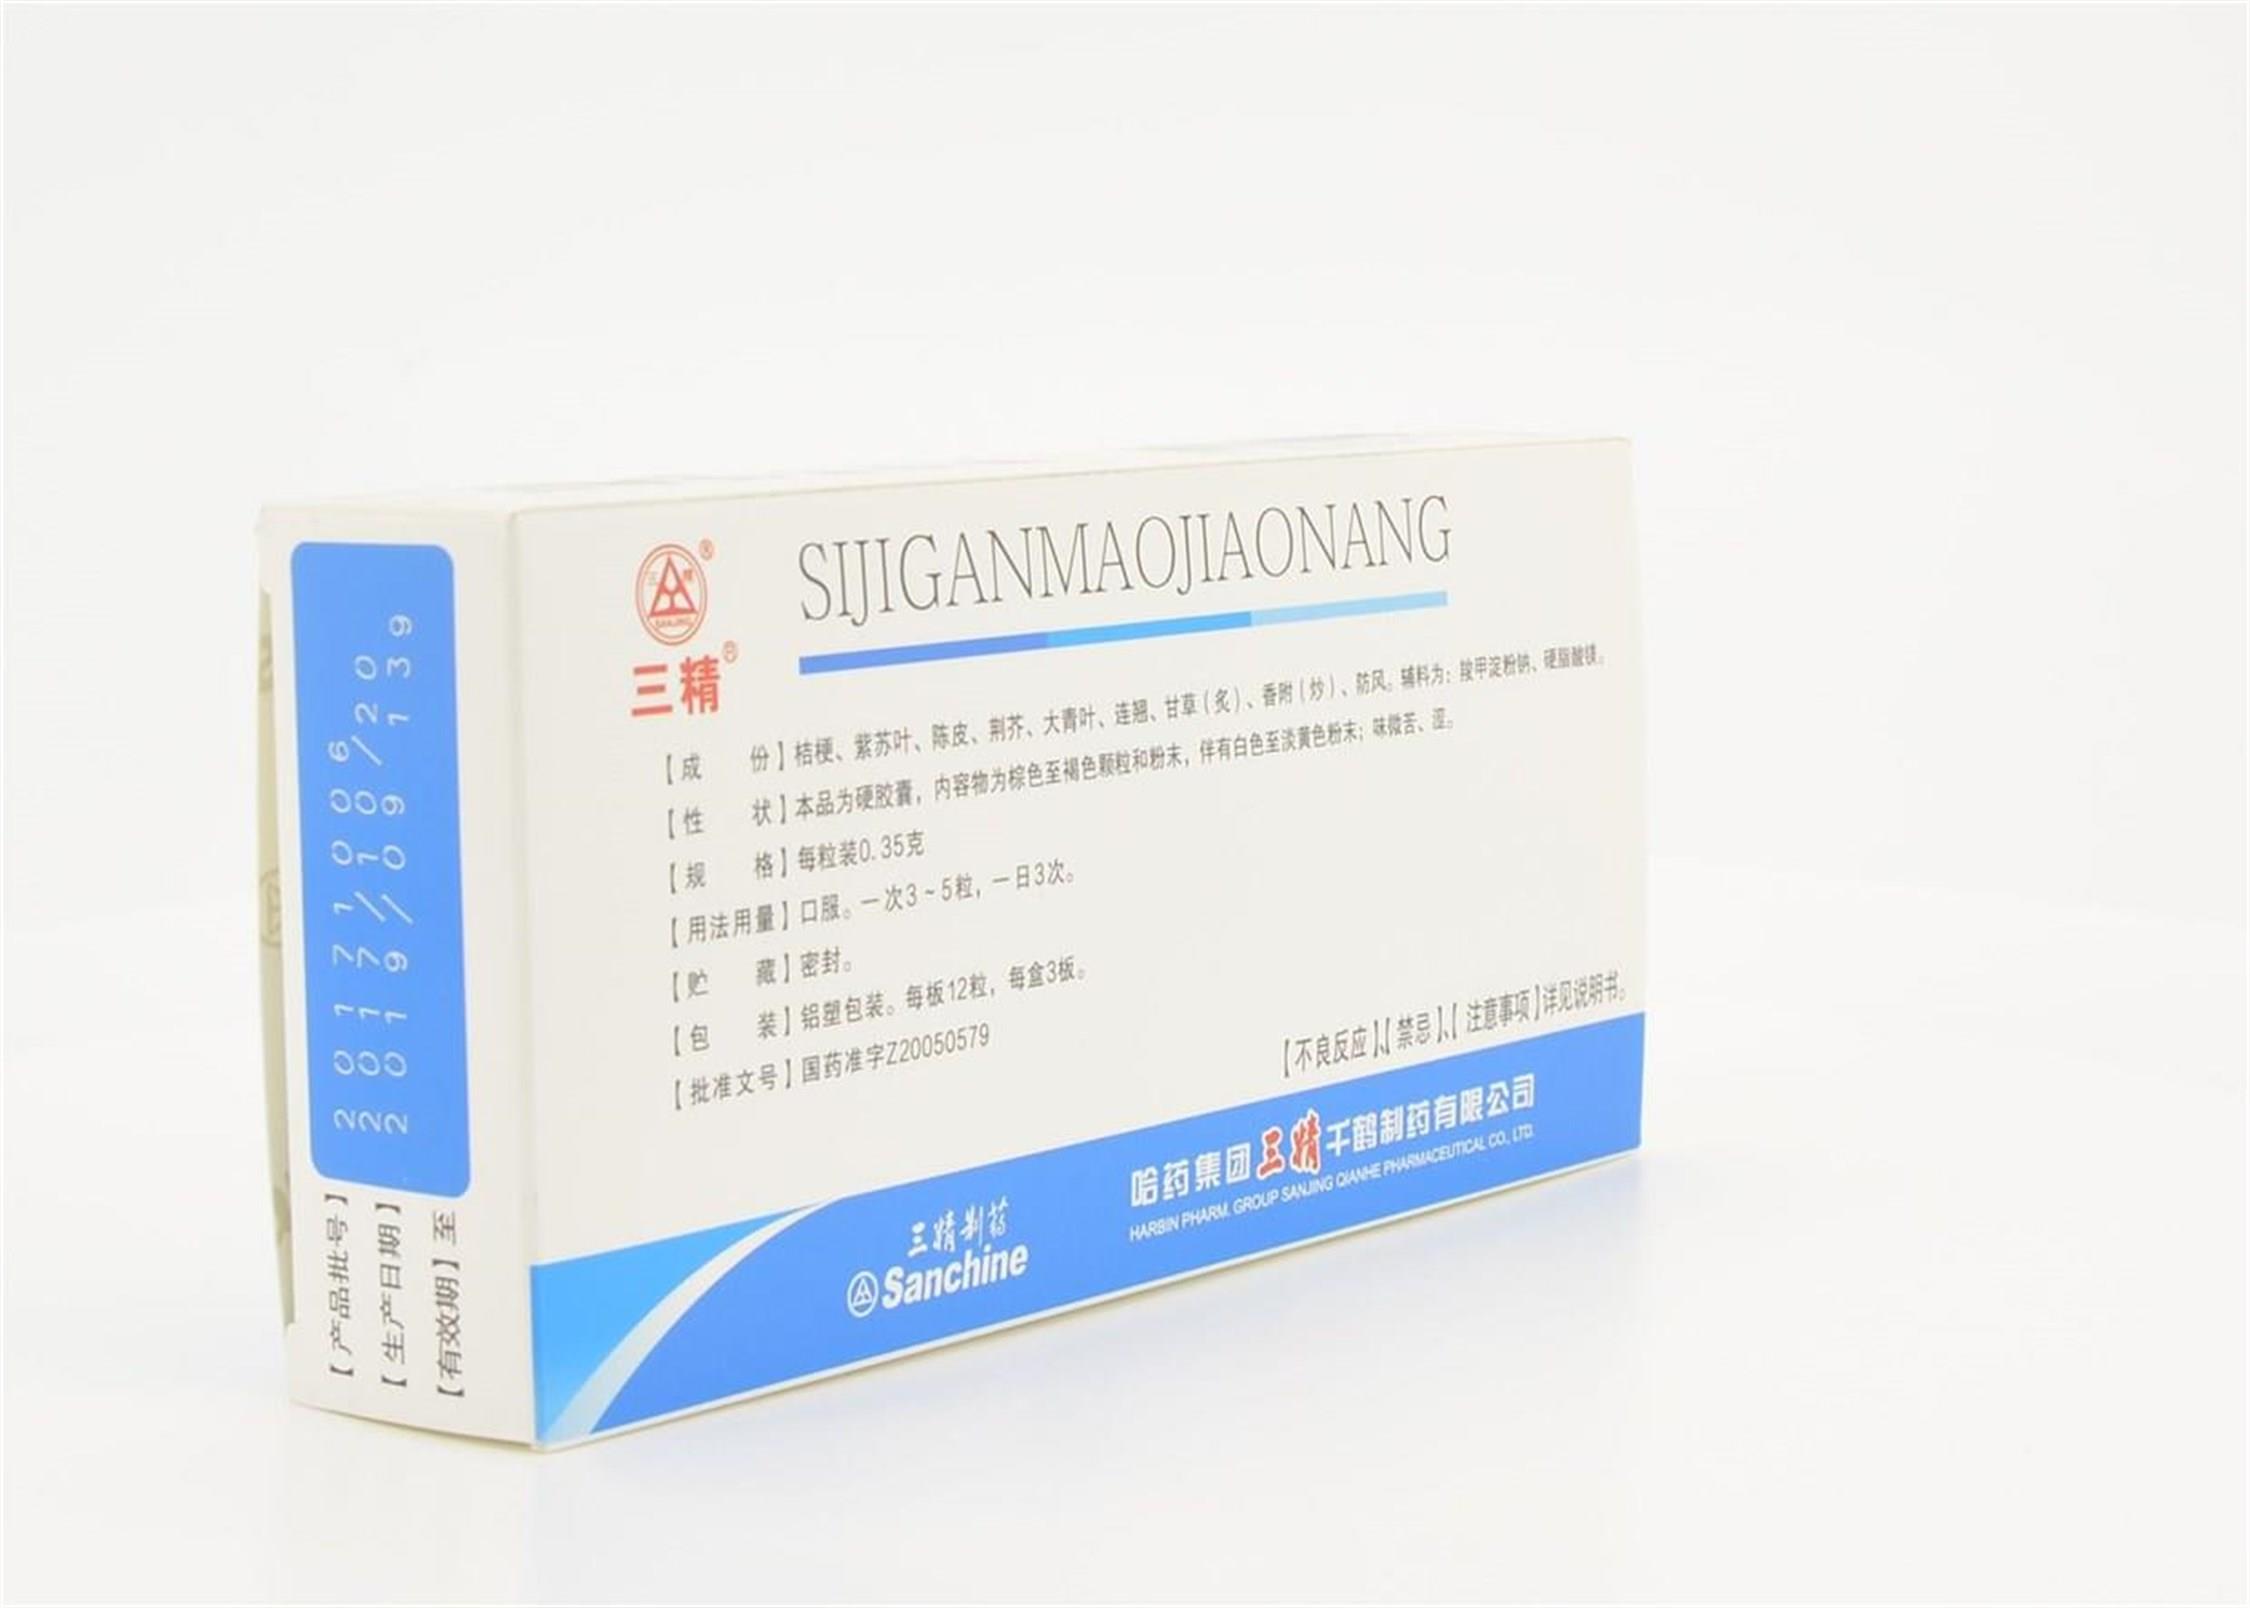 三精
SANJING
®
三精®
SIJIGANMAOJIAONANG
【成 份】桔梗、紫苏叶、陈皮、荆芥、大青叶、连翘、甘草(炙)、香附(炒)、防风。辅料为：羧甲淀粉钠、硬脂酸镁。
【性 状】本品为硬胶囊，内容物为棕色至褐色颗粒和粉末，伴有白色至淡黄色粉末；味微苦、涩。
【规 格】每粒装0.35克
【用法用量】口服。一次3~5粒，一日3次。
【贮 藏】密封。
【包 装】铝塑包装。每板12粒，每盒3板。
【批准文号】国药准字Z20050579
【不良反应】、【禁忌】、【注意事项】详见说明书。
三精制药
Sanchine
哈药集团三精千鹤制药有限公司
HARBIN PHARM. GROUP SANJING QIANHE PHARMACEUTICAL CO., LTD.
【产品批号】20171006
【生产日期】2017/10/20
【有效期】至 2019/09 139